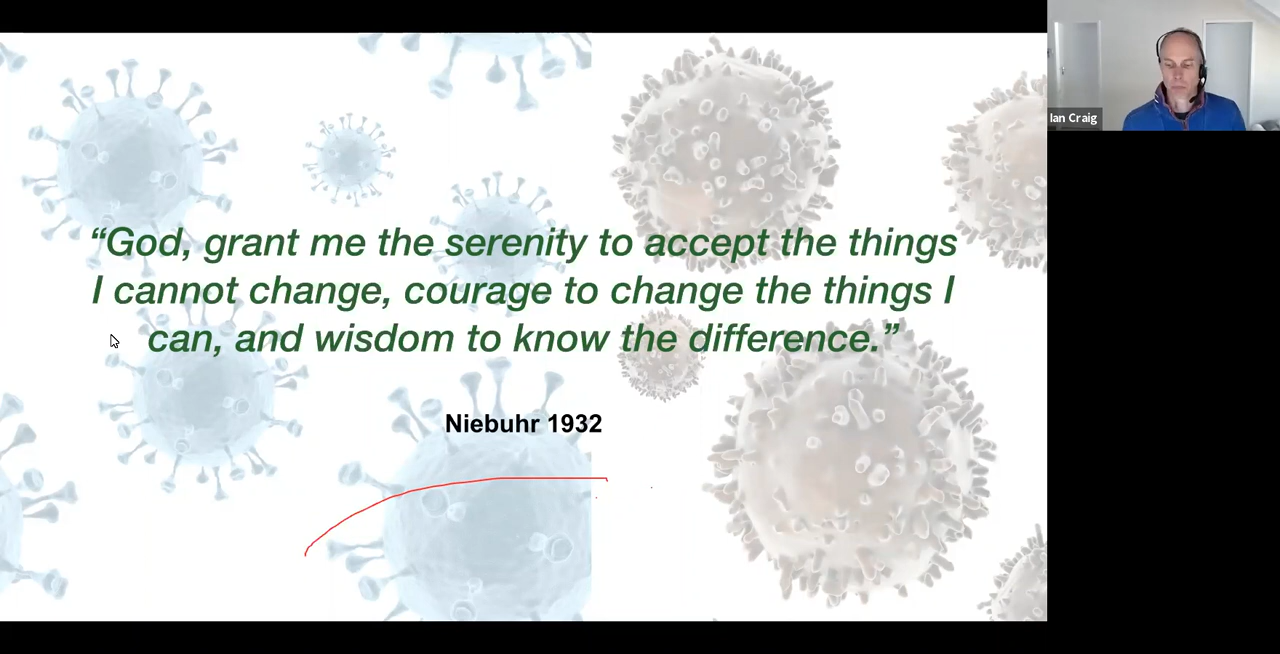 “God, grant me the serenity to accept the things
I cannot change, courage to change the things I
can, and wisdom to know the difference.”
Niebuhr 1932
Ian Craig